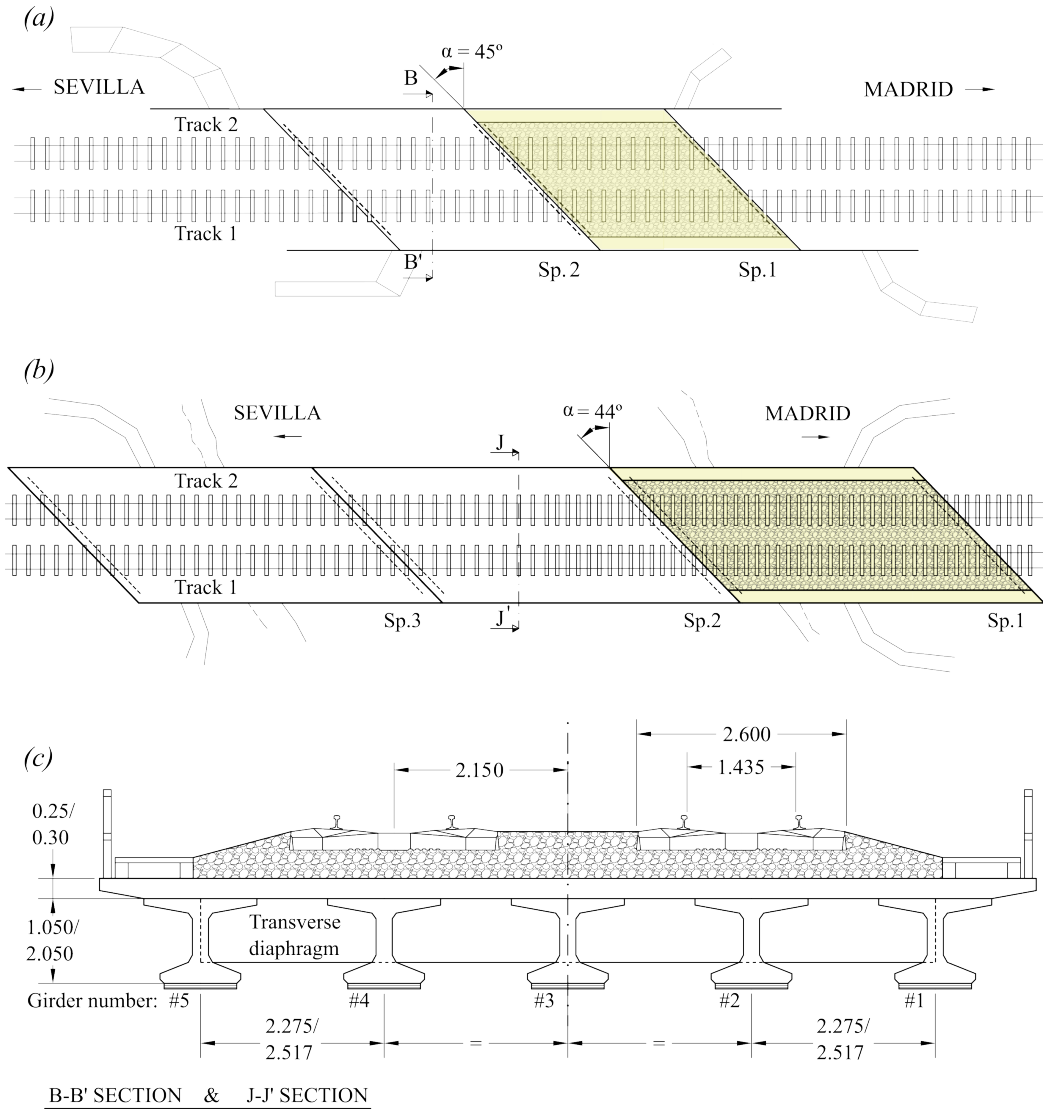 (a)
α = 45º
B
SEVILLA
MADRID
Track 2
Track 1
B'
Sp.2
Sp.1
(b)
SEVILLA
α = 44º
MADRID
J
Track 2
Track 1
Sp.3
J'
Sp.2
Sp.1
(c)
2.600
2.150
1.435
0.25/
0.30
1.050/
2.050
Transverse
diaphragm
Girder number: #5 #4 #3 #2 #1
2.275/
2.517
=
=
2.275/
2.517
B-B' SECTION & J-J' SECTION